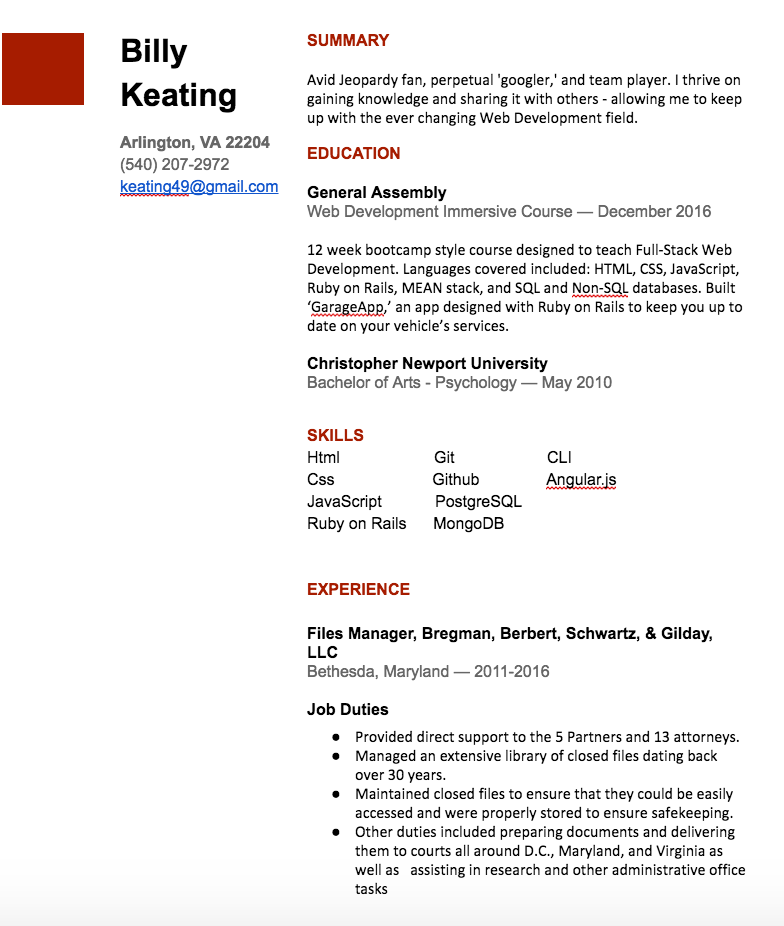 Billy
Keating
Arlington, VA 22204
(540) 207-2972
keating49@gmail.com
SUMMARY
Avid Jeopardy fan, perpetual 'googler,' and team player. I thrive on
gaining knowledge and sharing it with others - allowing me to keep
up with the ever changing Web Development field.
EDUCATION
General Assembly
Web Development Immersive Course — December 2016
12 week bootcamp style course designed to teach Full-Stack Web
Development. Languages covered included: HTML, CSS, JavaScript,
Ruby on Rails, MEAN stack, and SQL and Non-SQL databases. Built
‘GarageApp,’ an app designed with Ruby on Rails to keep you up to
date on your vehicle’s services.
Christopher Newport University
Bachelor of Arts - Psychology — May 2010
SKILLS
Html Git CLI
Css Github Angular.js
JavaScript PostgreSQL
Ruby on Rails MongoDB
EXPERIENCE
Files Manager, Bregman, Berbert, Schwartz, & Gilday,
LLC
Bethesda, Maryland — 2011-2016
Job Duties
● Provided direct support to the 5 Partners and 13 attorneys.
● Managed an extensive library of closed files dating back
over 30 years.
● Maintained closed files to ensure that they could be easily
accessed and were properly stored to ensure safekeeping.
● Other duties included preparing documents and delivering
them to courts all around D.C., Maryland, and Virginia as
well as assisting in research and other administrative office
tasks